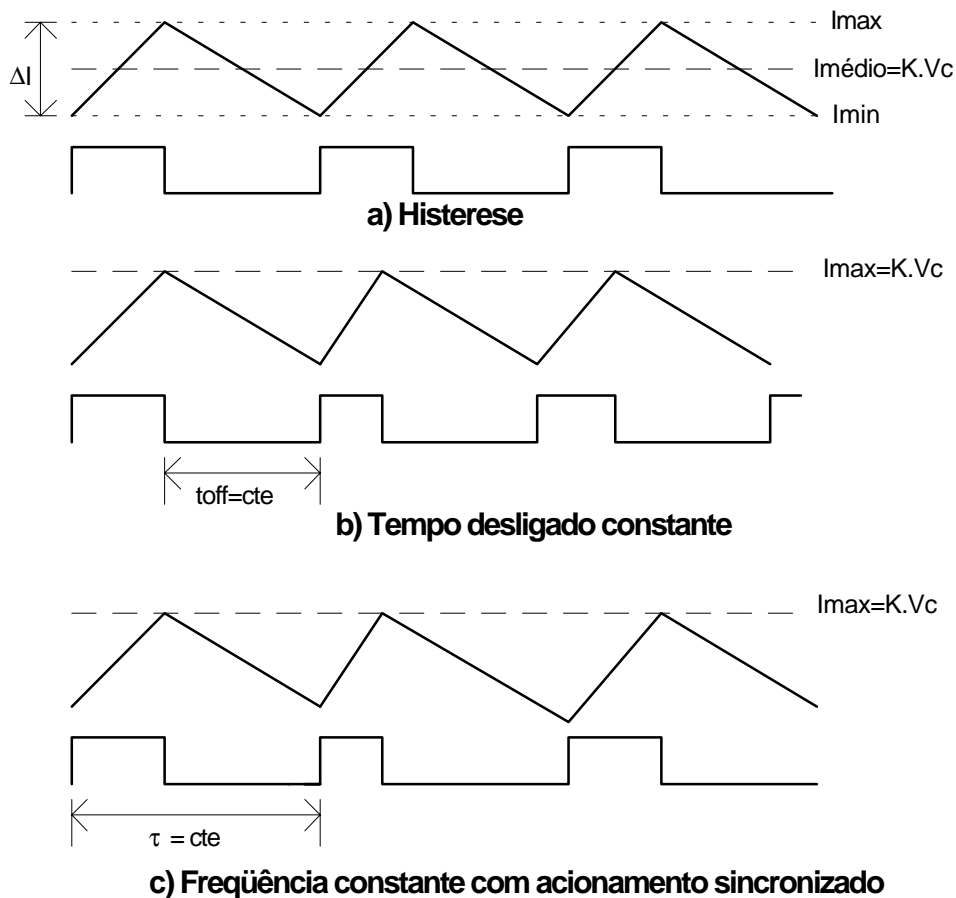 Imax
ΔI
Imédio=K.Vc
Imin
a) Histerese
Imax=K.Vc
toff=cte
b) Tempo desligado constante
Imax=K.Vc
τ = cte
c) Freqüência constante com acionamento sincronizado